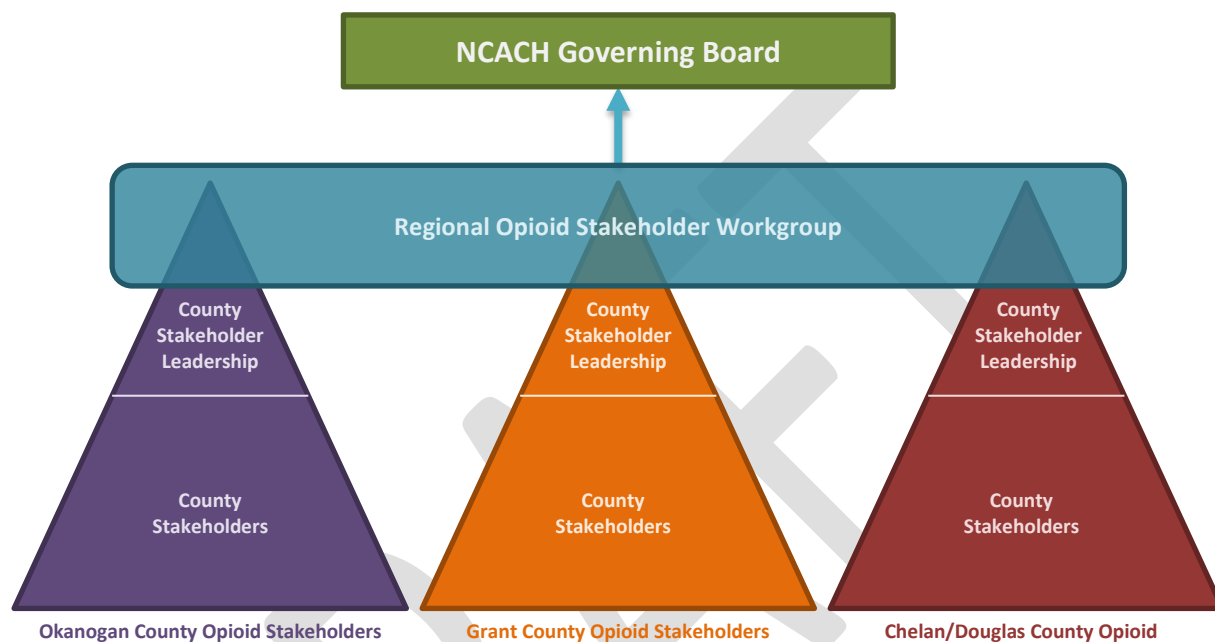 NCACH Governing Board
Regional Opioid Stakeholder Workgroup
County
Stakeholder
Leadership
County
Stakeholders
County
Stakeholder
Leadership
County
Stakeholders
County
Stakeholder
Leadership
County
Stakeholders
Okanogan County Opioid Stakeholders
Grant County Opioid Stakeholders
Chelan/Douglas County Opioid